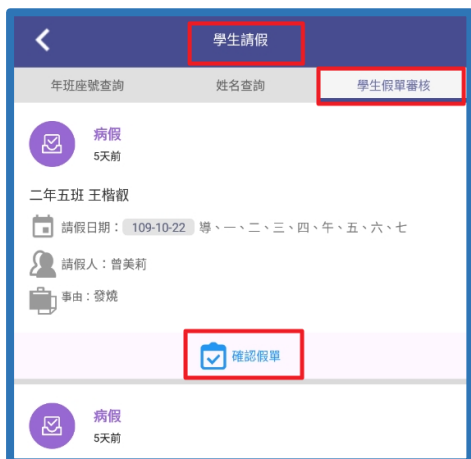 學生請假
年班座號查詢 姓名查詢 學生假單審核
病假
5天前
二年五班 王楷叡
請假日期： 109-10-22 導、一、二、三、四、午、五、六、七
請假人：曾美莉
事由：發燒
確認假單
病假
5天前